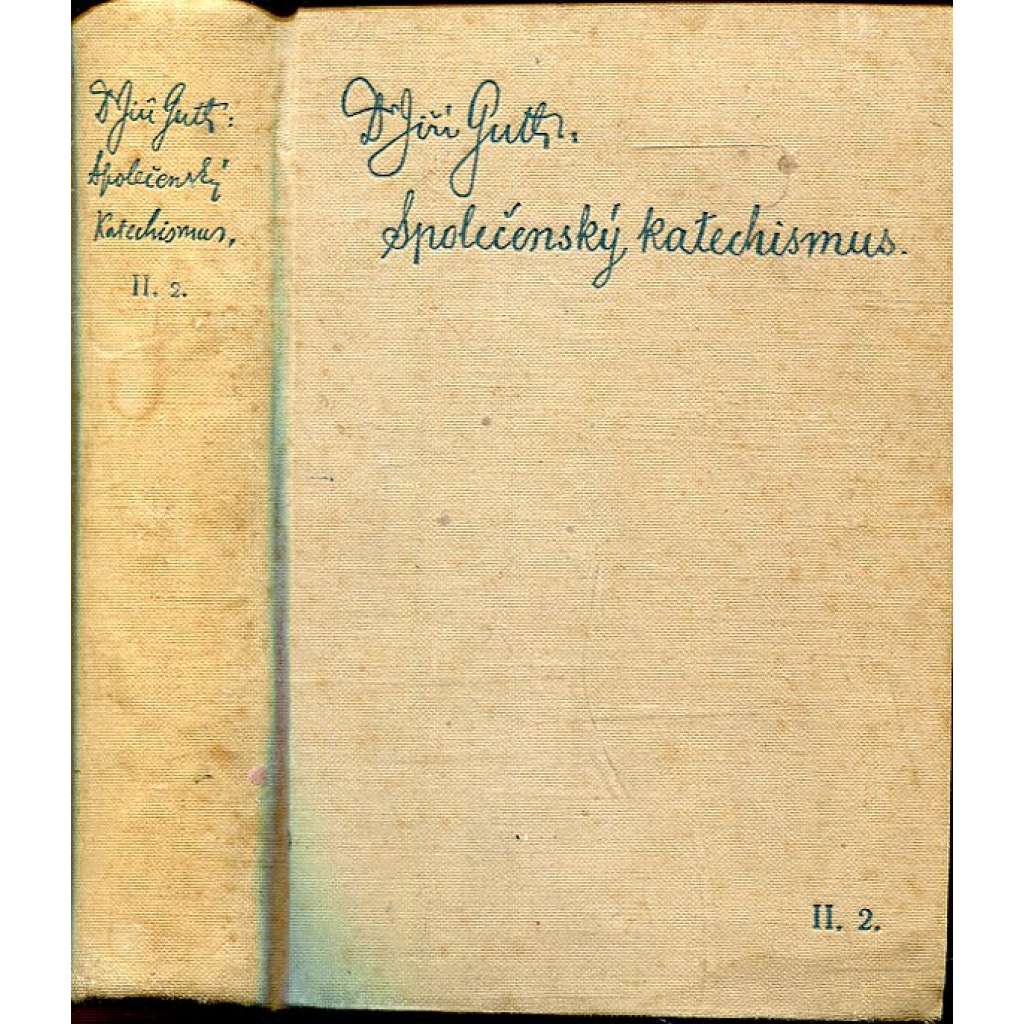 Dr Jiří Guth:
Společenský
Katechismus.
II. 2.
Dr Jiří Guth:
Společenský katechismus.
II. 2.